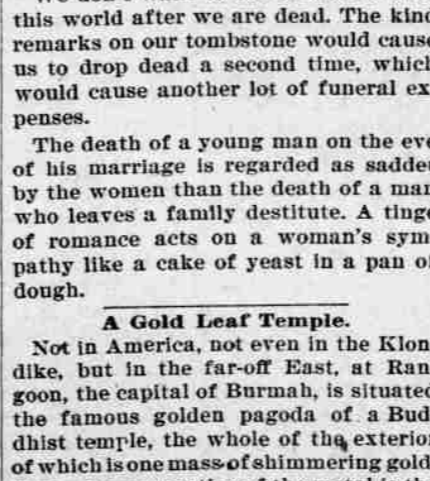 this world after we are dead. The kind
remarks on our tombstone would cause
us to drop dead a second time, which
would cause another lot of funeral ex
penses.
The death of a young man on the eve
of his marriage is regarded as sadder
by the women than the death of a man
who leaves a family destitute. A tinge
of romance acts on a woman's sym
pathy like a cake of yeast in a pan of
dough.
A Gold Leaf Temple.
Not in America, not even in the Klon
dike, but in the far-off East, at Ran
goon, the capital of Burmah, is situated
the famous golden pagoda of a Bud
dhist temple, the whole of the exterior
of which is one mass of shimmering gold